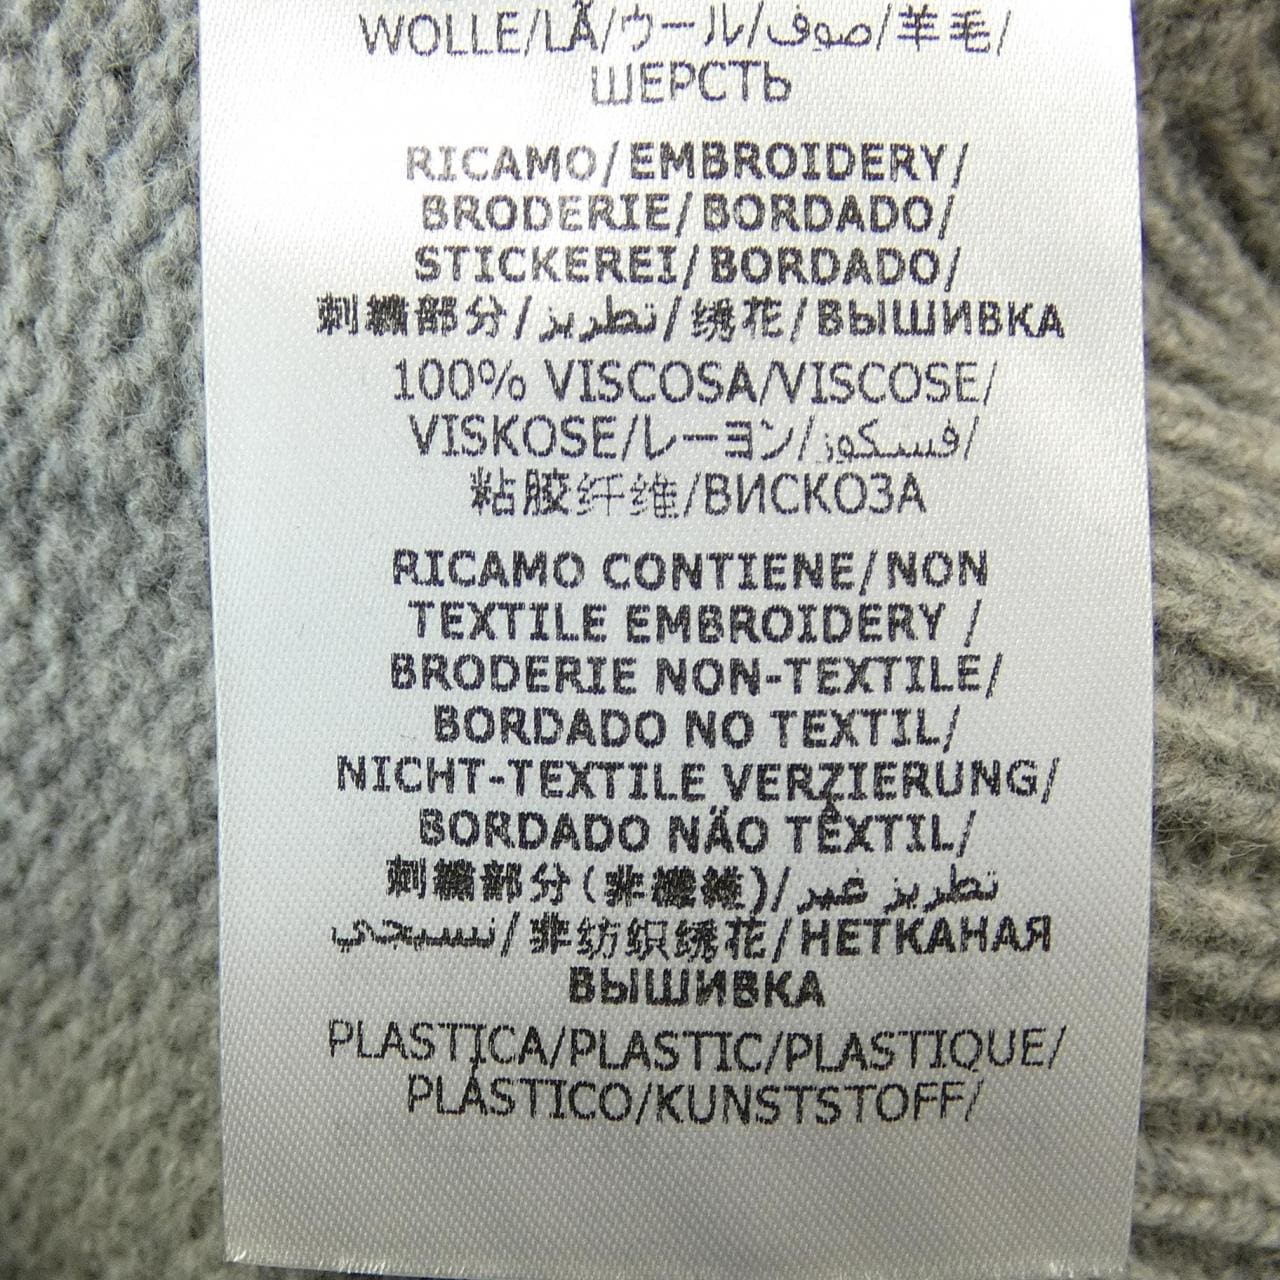 WOLLE/LÃ/ウール/صوف/羊毛/
ШЕРСТЬ
RICAMO/EMBROIDERY/
BRODERIE/BORDADO/
STICKEREI/BORDADO/
刺繍部分/تطريز/绣花/ВЫШИВКА
100% VISCOSA/VISCOSE/
VISKOSE/レーヨン/فسكوز/
粘胶纤维/ВИСКОЗА
RICAMO CONTIENE/NON
TEXTILE EMBROIDERY /
BRODERIE NON-TEXTILE/
BORDADO NO TEXTIL/
NICHT-TEXTILE VERZIERUNG/
BORDADO NÃO TÊXTIL/
刺繍部分(非繊維)/تطريز غير
نسيجي/非纺织绣花/НЕТКАНАЯ
ВЫШИВКА
PLASTICA/PLASTIC/PLASTIQUE/
PLÁSTICO/KUNSTSTOFF/